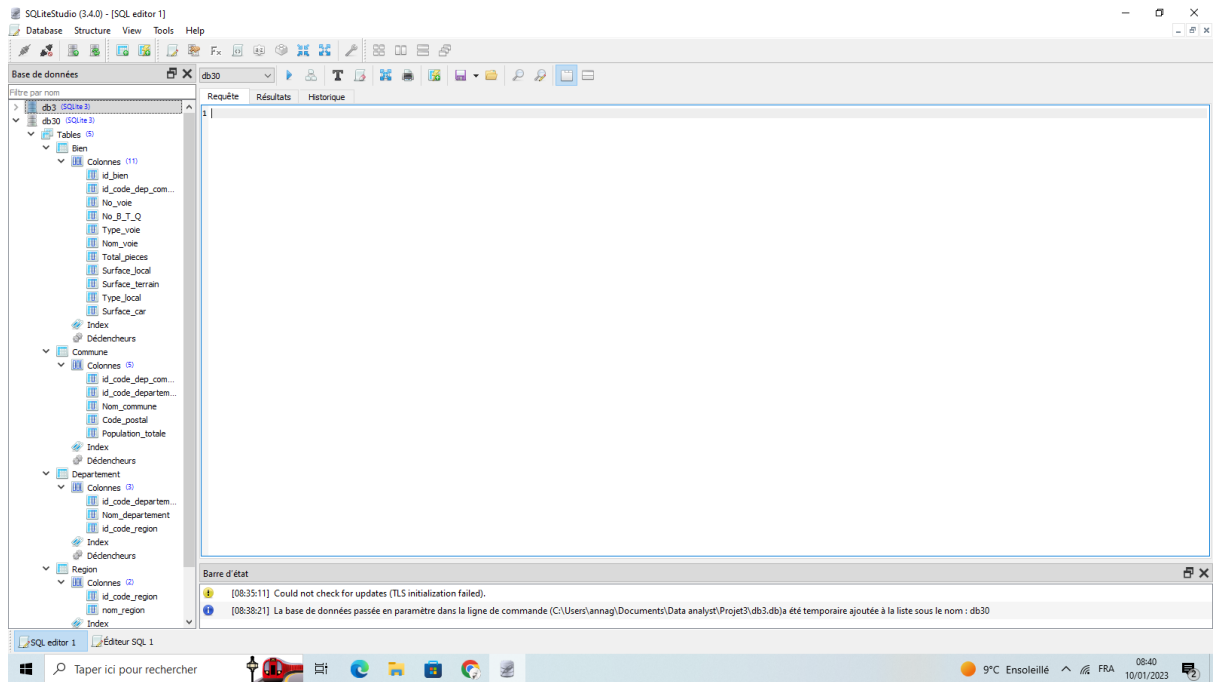 SQLiteStudio (3.4.0) - [SQL editor 1]
Database Structure View Tools Help
Base de données
Filtre par nom
db3 (SQLite 3)
db30 (SQLite 3)
Tables (5)
Bien
Colonnes (11)
id_bien
id_code_dep_com...
No_voie
No_B_T_Q
Type_voie
Nom_voie
Total_pieces
Surface_local
Surface_terrain
Type_local
Surface_car
Index
Déclencheurs
Commune
Colonnes (5)
id_code_dep_com...
id_code_departem...
Nom_commune
Code_postal
Population_totale
Index
Déclencheurs
Departement
Colonnes (3)
id_code_departem...
Nom_departement
id_code_region
Index
Déclencheurs
Region
Colonnes (2)
id_code_region
nom_region
Index
db30
Requête Résultats Historique
1
Barre d'état
[08:35:11] Could not check for updates (TLS initialization failed).
[08:38:21] La base de données passée en paramètre dans la ligne de commande (C:\Users\annag\Documents\Data analyst\Projet3\db3.db)a été temporaire ajoutée à la liste sous le nom : db30
SQL editor 1 Éditeur SQL 1
Taper ici pour rechercher
9°C Ensoleillé FRA 08:40
10/01/2023 2